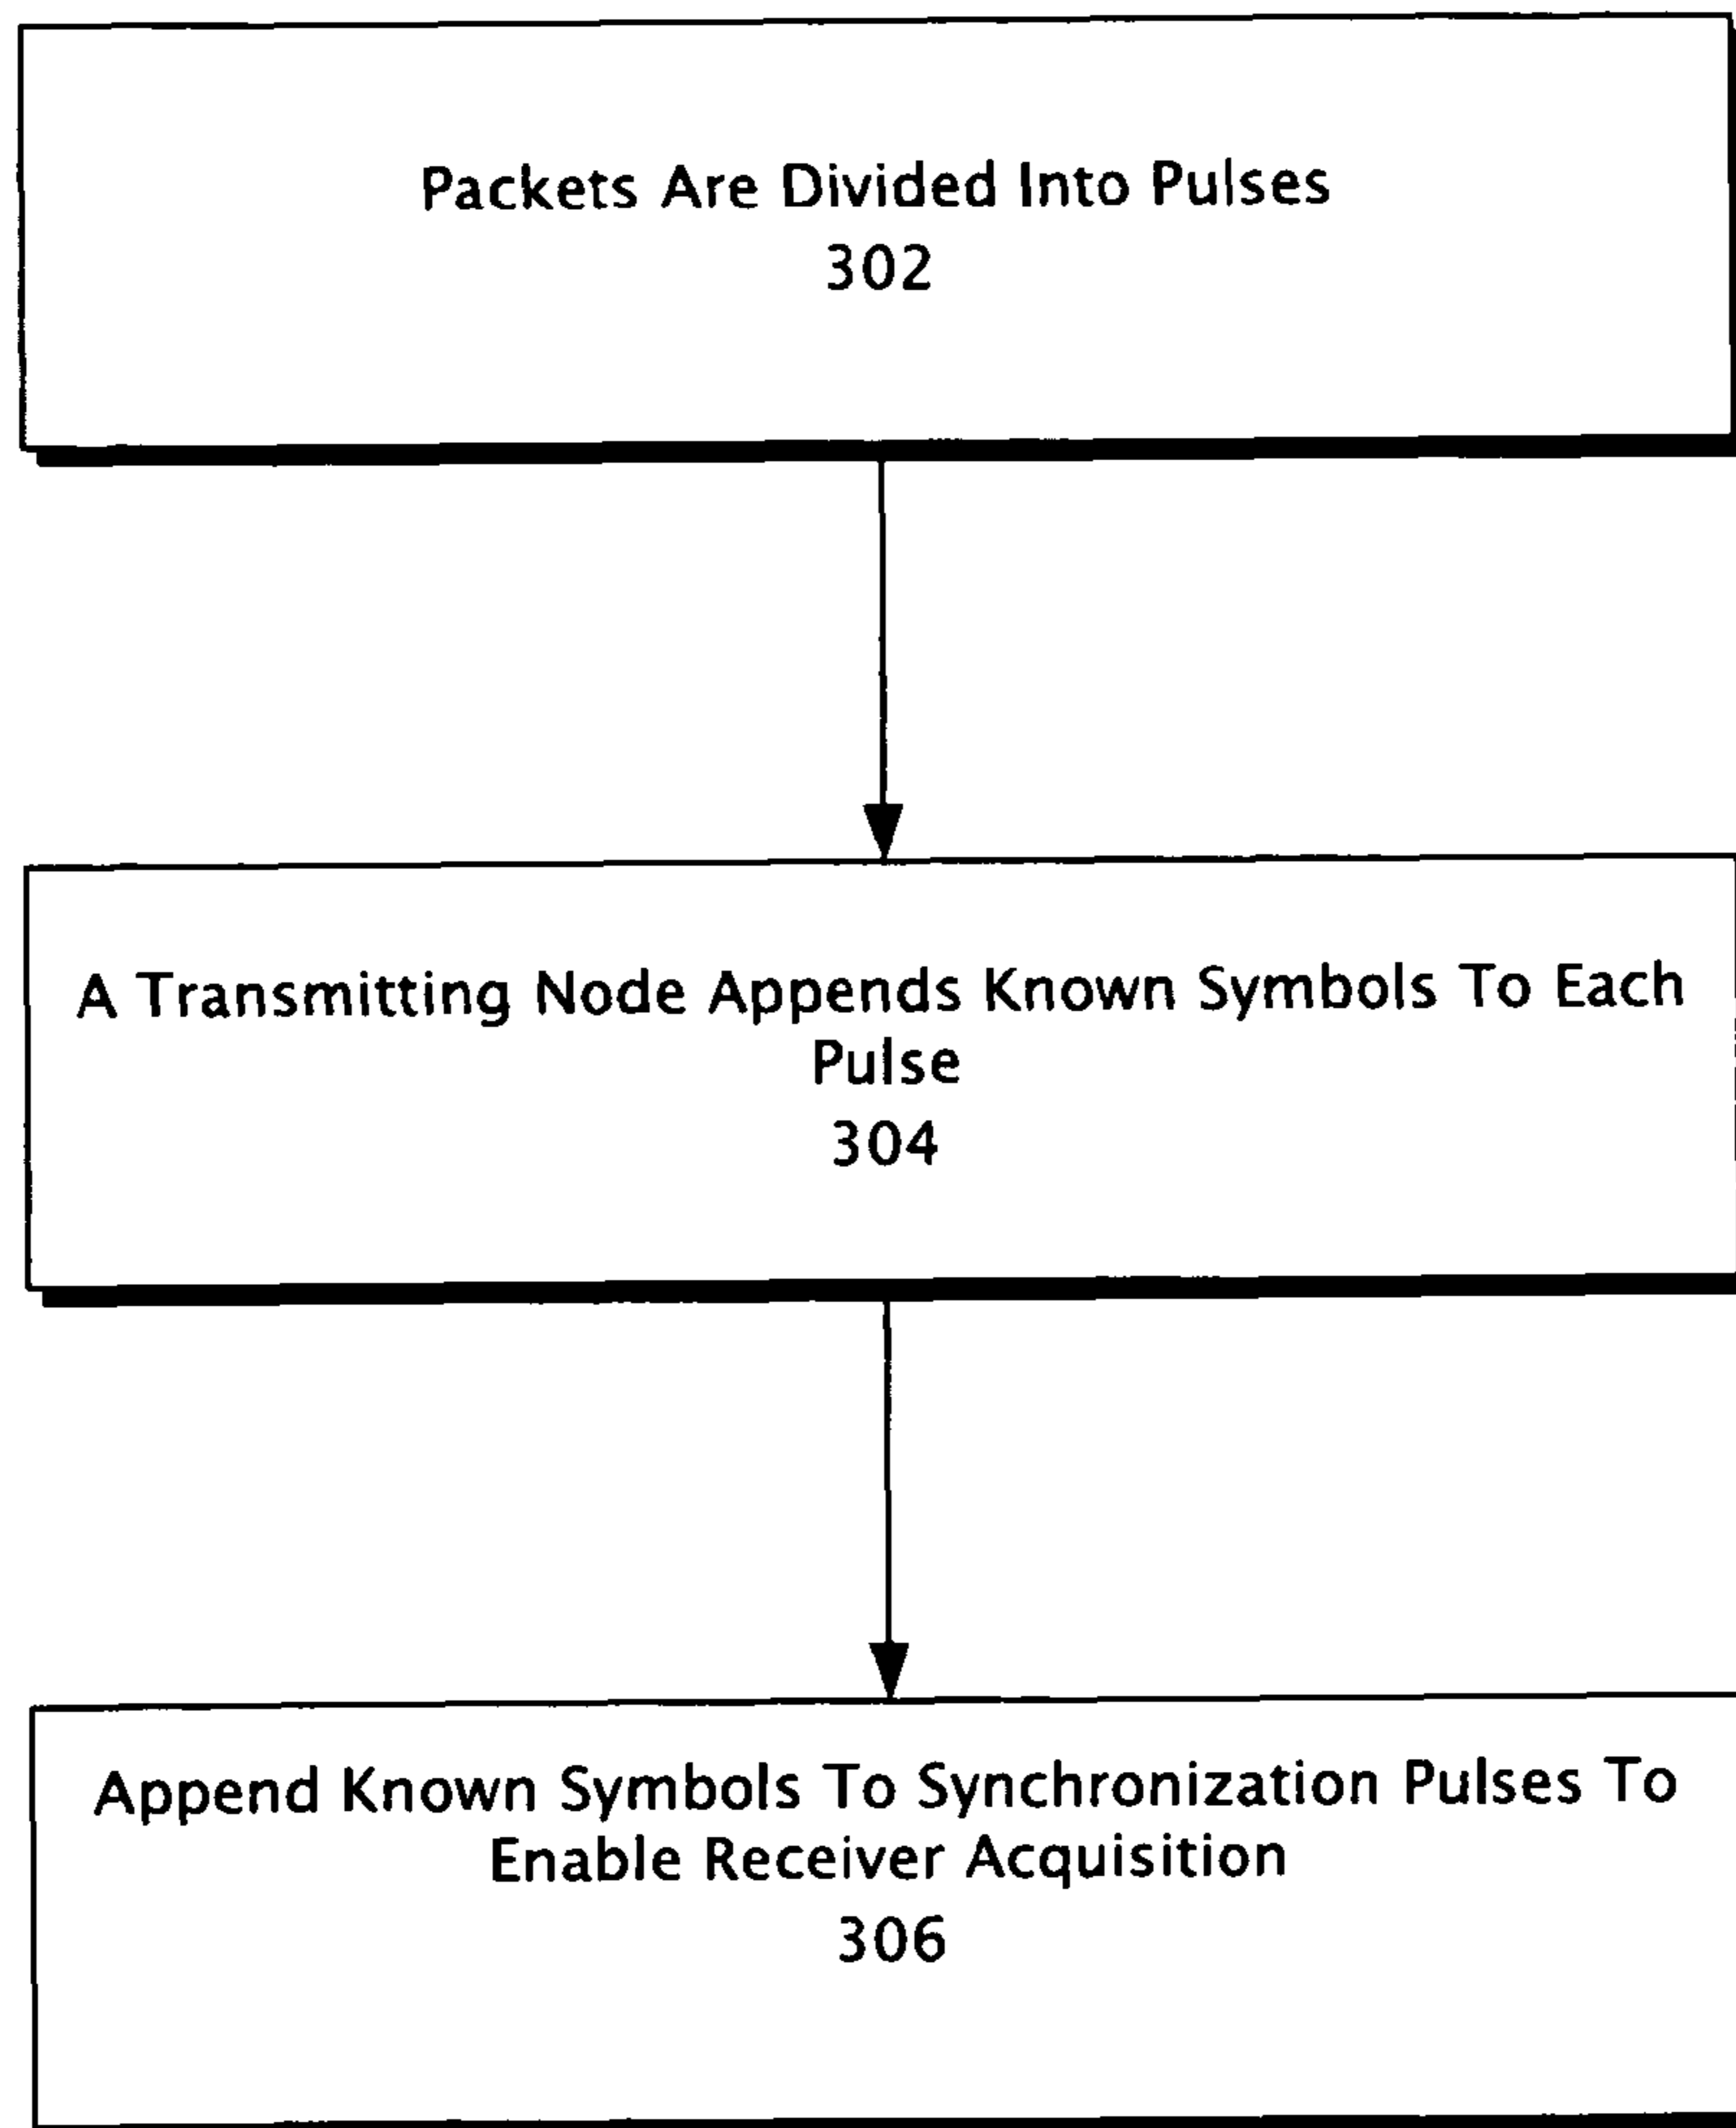 Packets Are Divided Into Pulses
302
A Transmitting Node Appends Known Symbols To Each
Pulse
304
Append Known Symbols To Synchronization Pulses To
Enable Receiver Acquisition
306